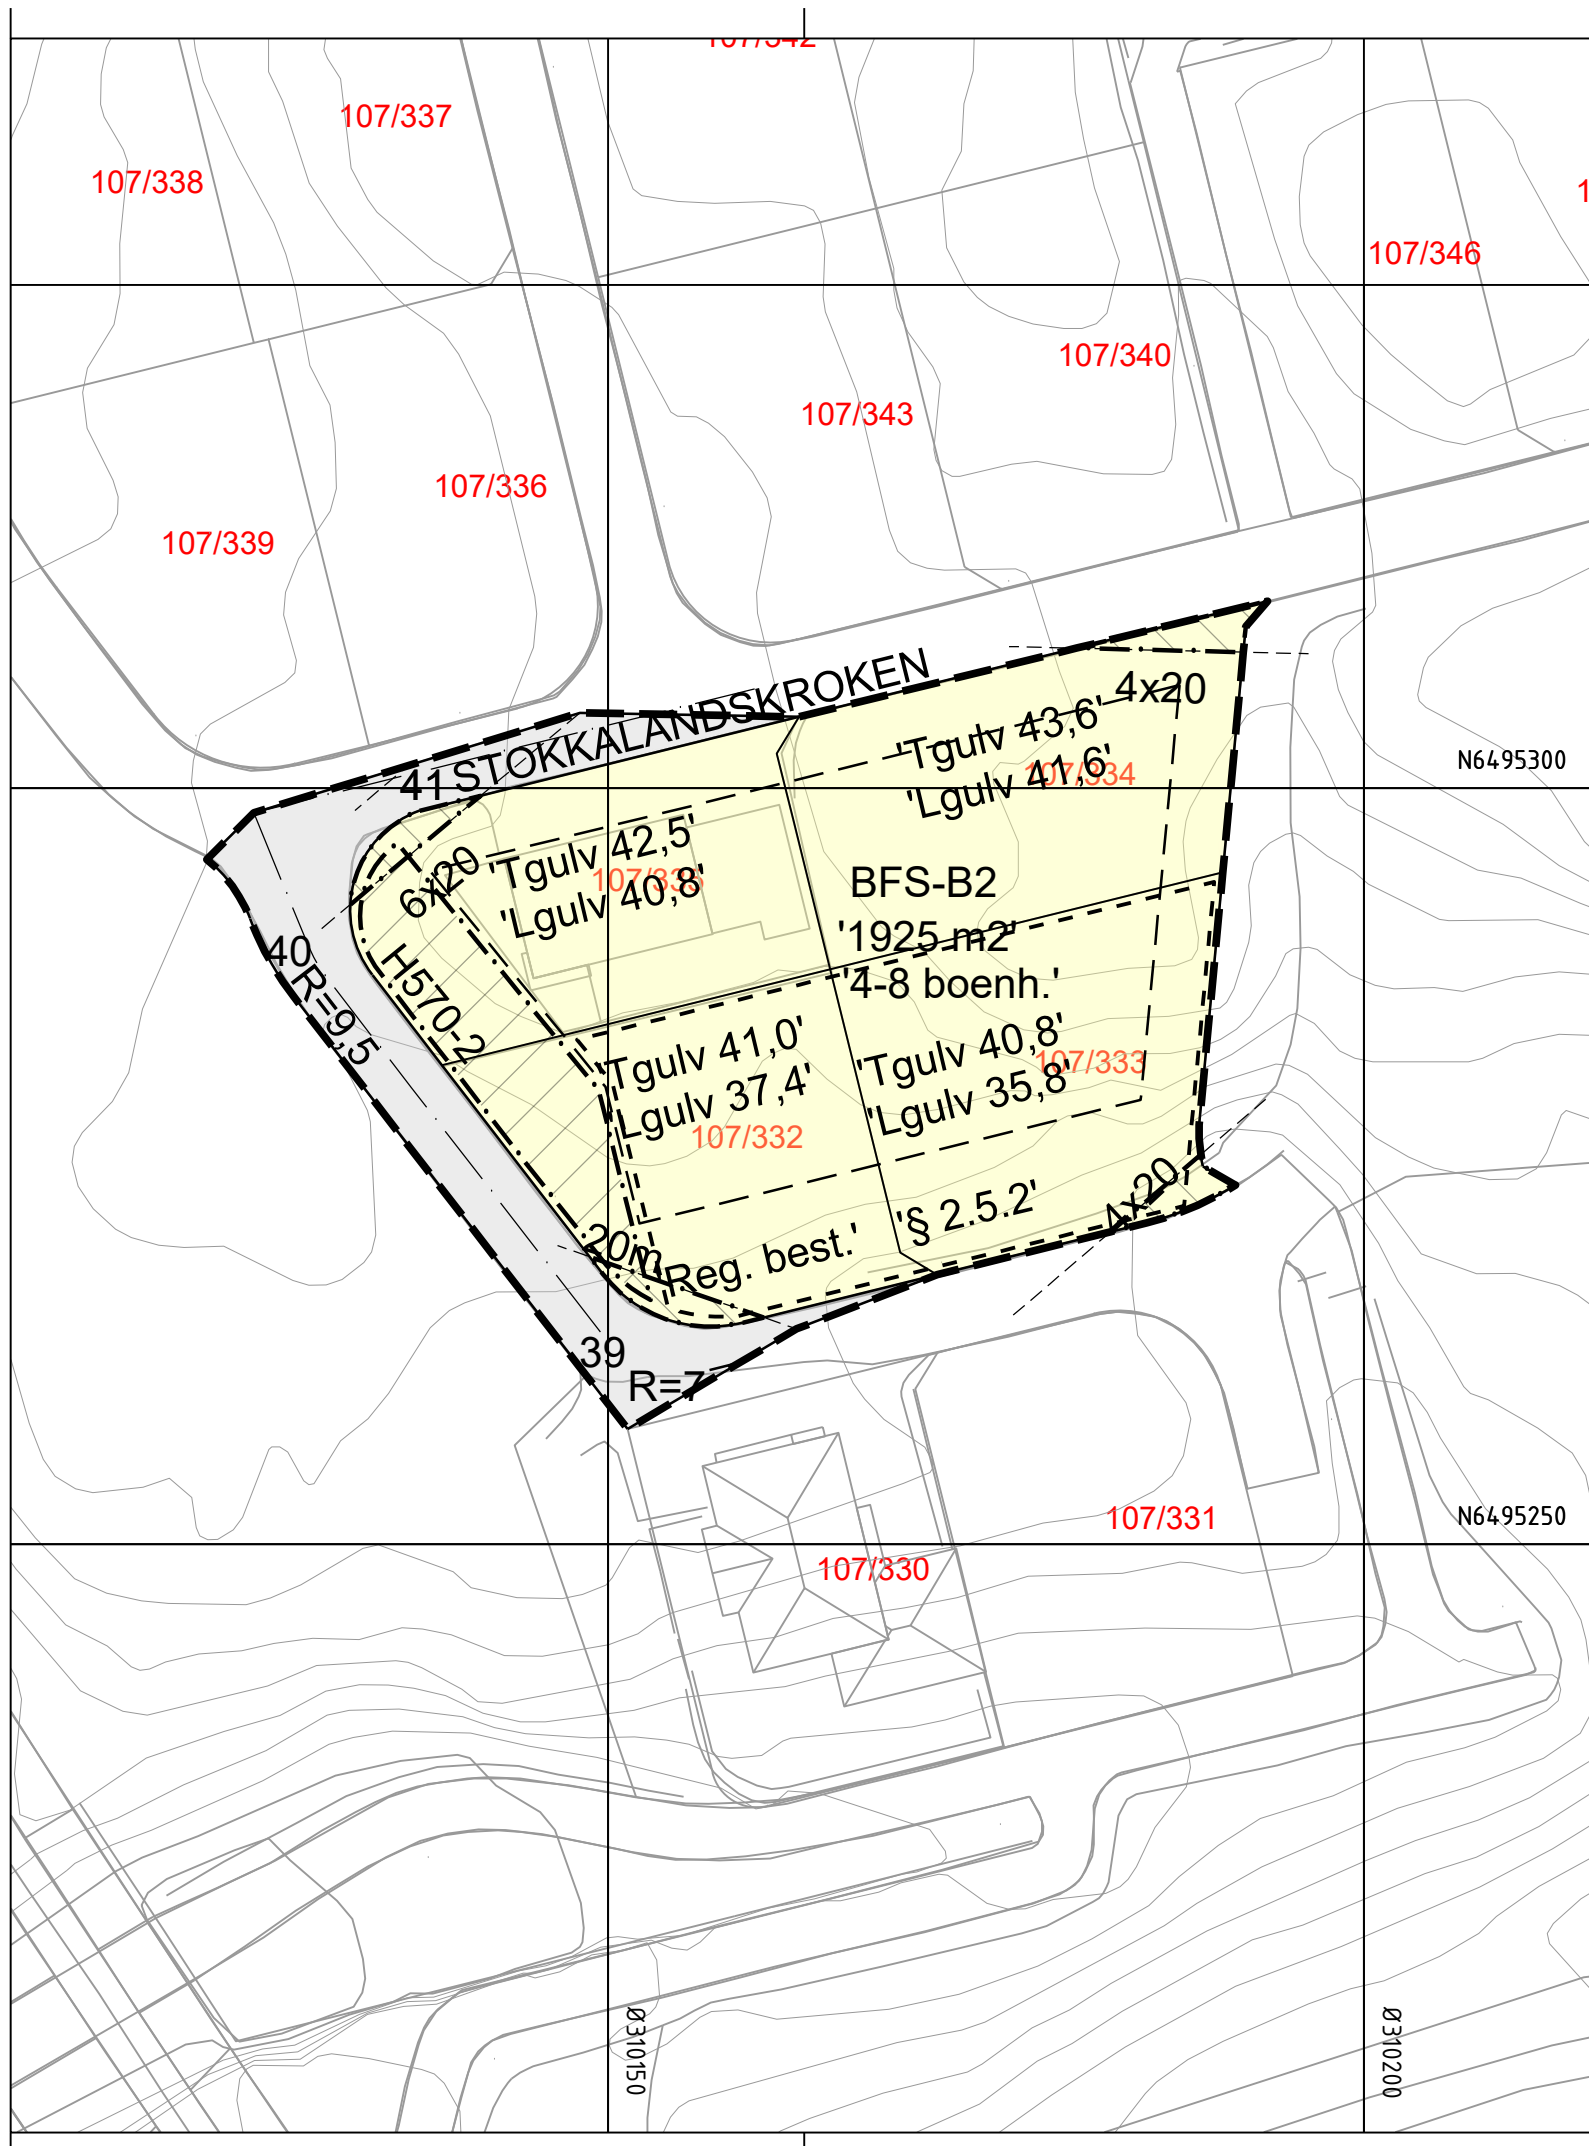 107/342
107/337
107/338
107/346
107/340
107/343
107/336
107/339
STOKKALANDSKROKEN
4x20
'Tgulv 43,6'
'Lgulv 41,6'
107/334
N6495300
41
'Tgulv 42,5'
'Lgulv 40,8'
6x20
BFS-B2
'1925 m2'
'4-8 boenh.'
40
R=9,5
H570-2
'Tgulv 41,0'
'Lgulv 37,4'
107/332
'Tgulv 40,8'
'Lgulv 35,8'
107/333
4x20
20m
'Reg. best.'
'§ 2.5.2'
39
R=7
107/331
N6495250
107/330
Ø310150
Ø310200